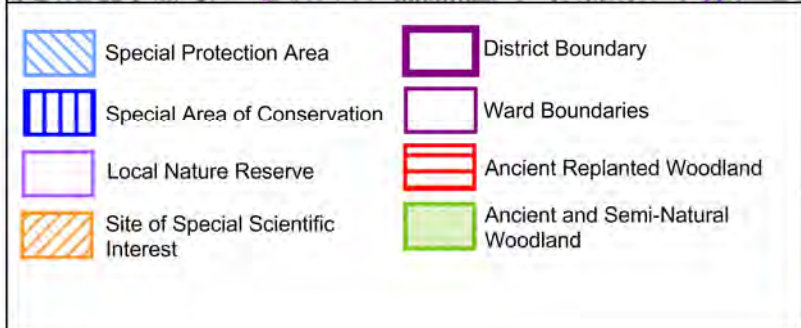 Special Protection Area
Special Area of Conservation
Local Nature Reserve
Site of Special Scientific
Interest
District Boundary
Ward Boundaries
Ancient Replanted Woodland
Ancient and Semi-Natural
Woodland